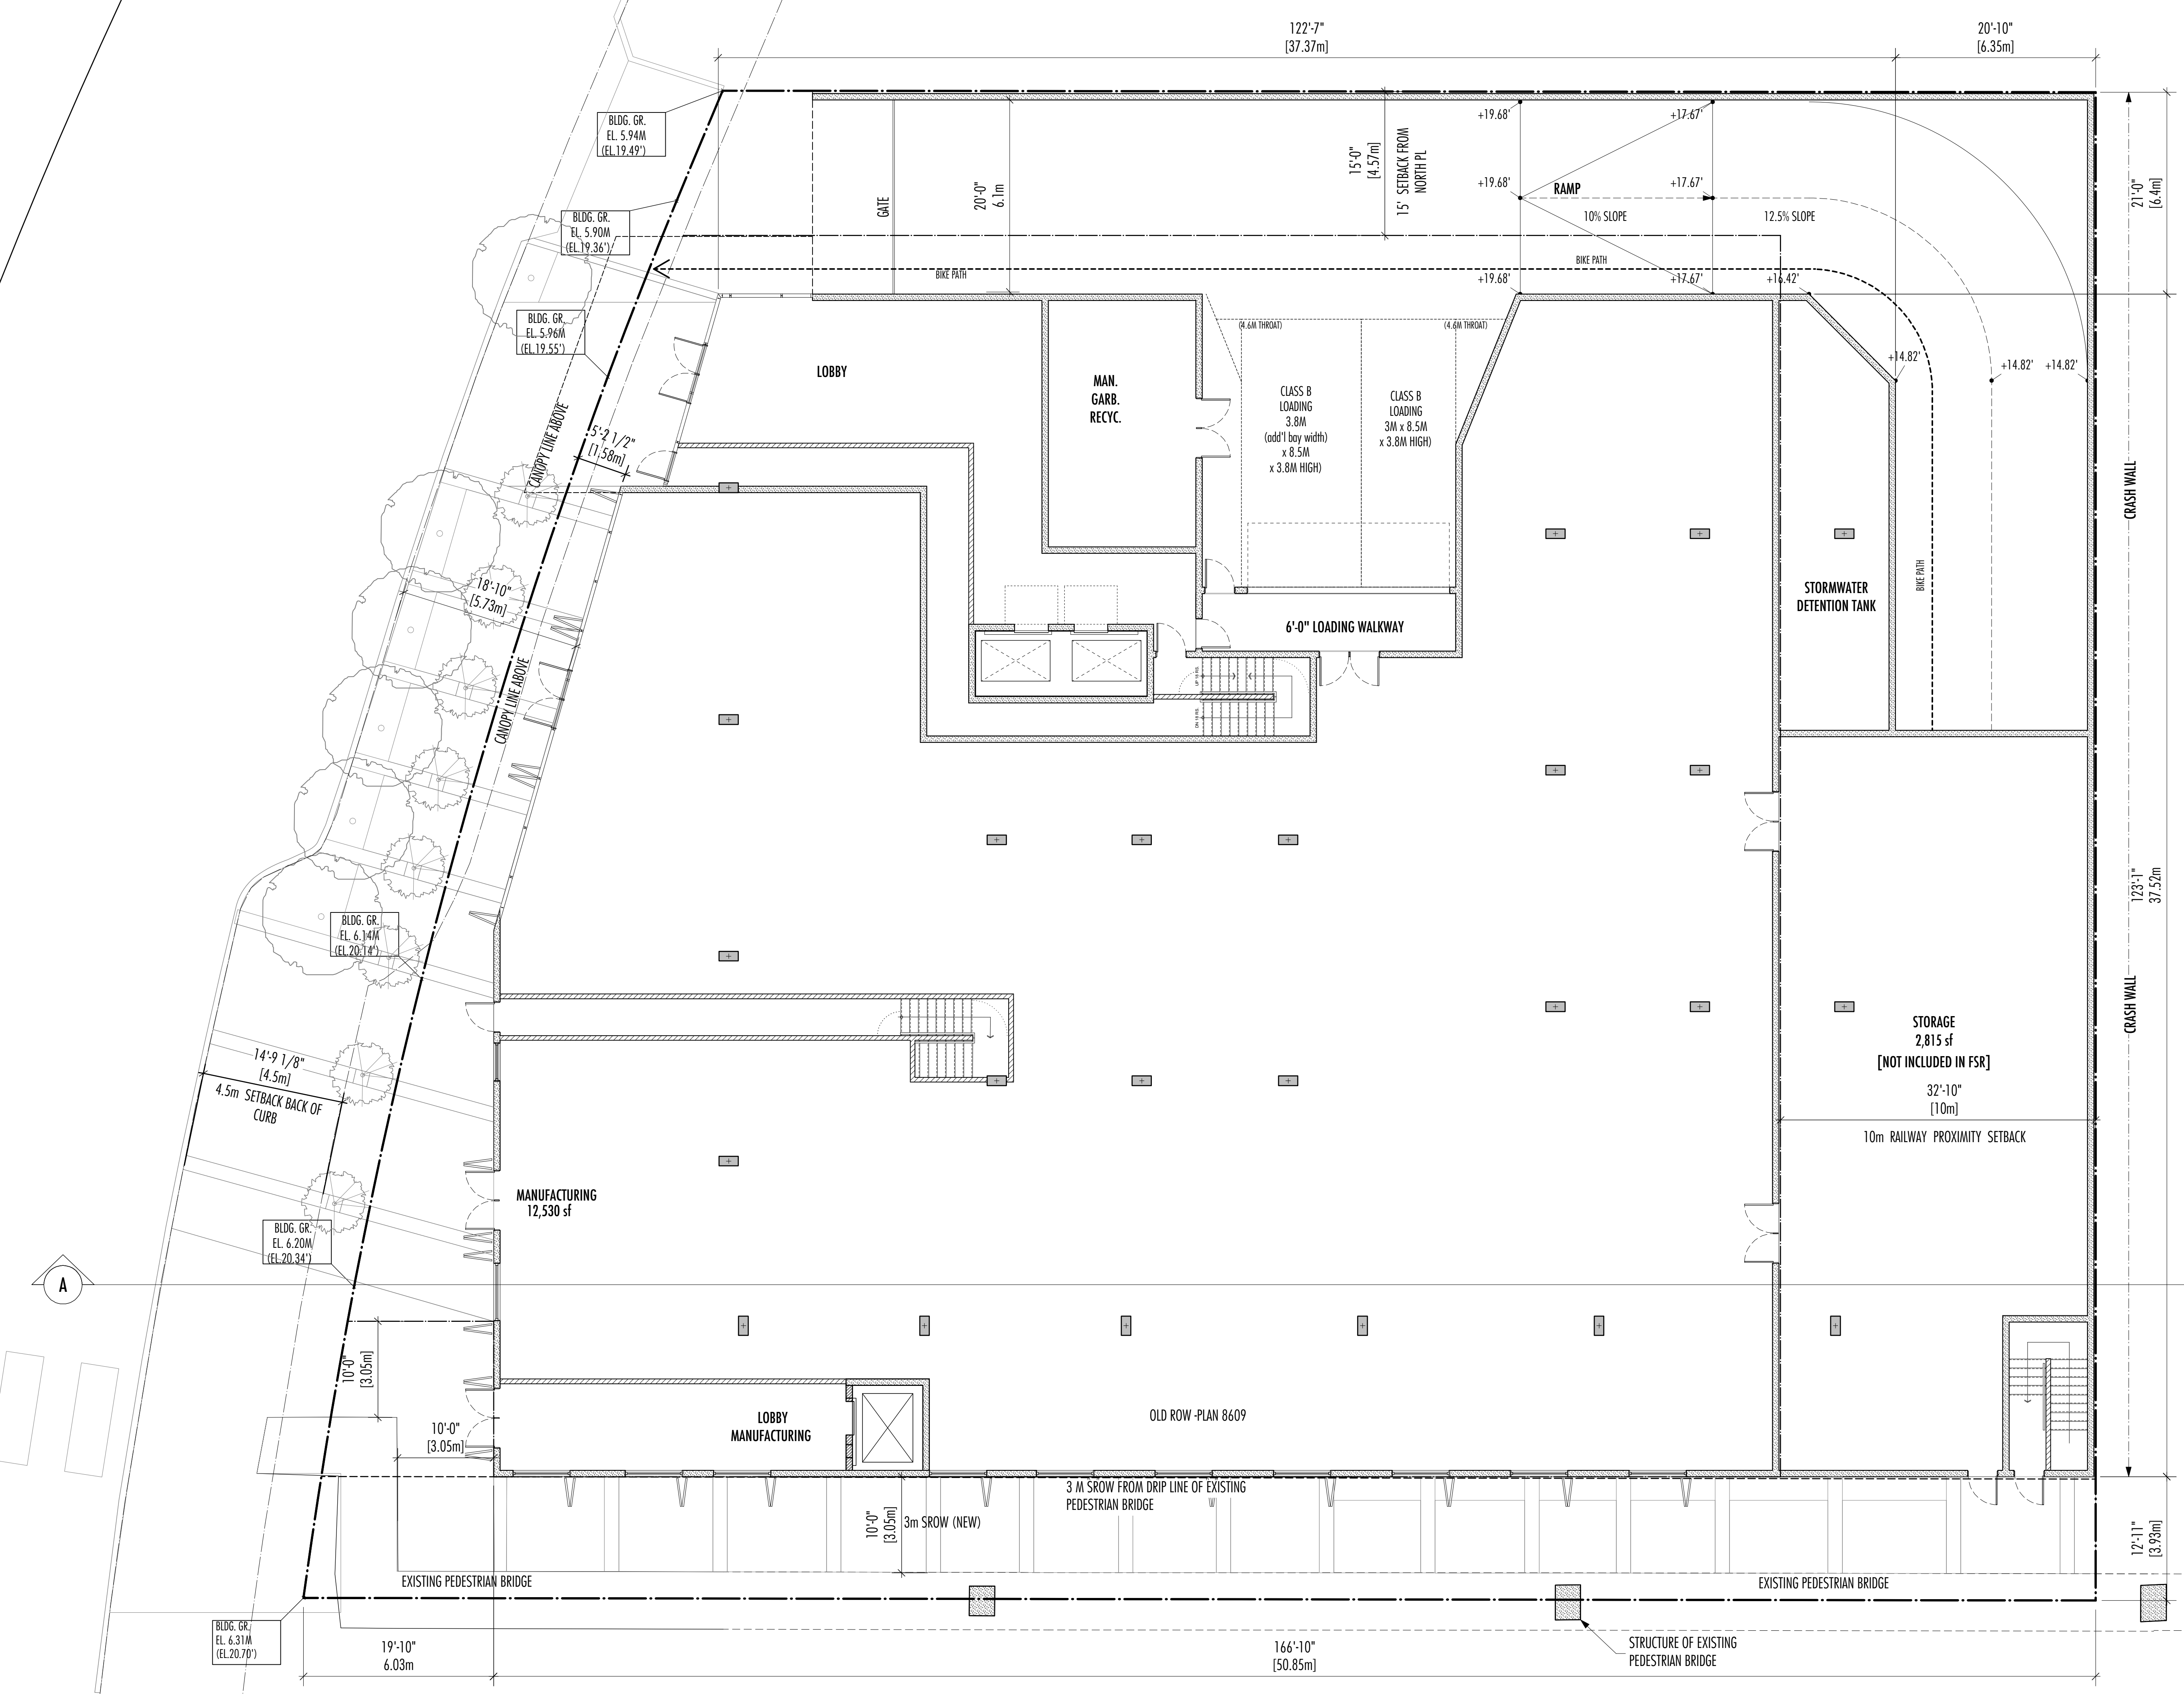 122'-7"
[37.37m]
20'-10"
[6.35m]
BLDG. GR.
EL. 5.94M
(EL.19.49')
BLDG. GR.
EL. 5.90M
(EL.19.36')
BLDG. GR.
EL. 5.96M
(EL.19.55')
GATE
20'-0"
6.1m
15'-0"
[4.57m]
15' SETBACK FROM
NORTH PL
+19.68'
+17.67'
+19.68'
+17.67'
RAMP
10% SLOPE
12.5% SLOPE
BIKE PATH
BIKE PATH
+19.68'
+17.67'
+16.42'
21'-0"
[6.4m]
LOBBY
MAN.
GARB.
RECYC.
(4.6M THROAT)
(4.6M THROAT)
CLASS B
LOADING
3.8M
(add'l bay width)
x 8.5M
x 3.8M HIGH)
CLASS B
LOADING
3M x 8.5M
x 3.8M HIGH)
+14.82'
+14.82'
+14.82'
CANOPY LINE ABOVE
5'-2 1/2"
[1.58m]
CRASH WALL
18'-10"
[5.73m]
CANOPY LINE ABOVE
STORMWATER
DETENTION TANK
BIKE PATH
6'-0" LOADING WALKWAY
UP 16 RS.
DN.16 RS.
123'-1"
37.52m
BLDG. GR.
EL. 6.14M
(EL.20.14')
CRASH WALL
STORAGE
2,815 sf
[NOT INCLUDED IN FSR]
32'-10"
[10m]
10m RAILWAY PROXIMITY SETBACK
14'-9 1/8"
[4.5m]
4.5m SETBACK BACK OF
CURB
MANUFACTURING
12,530 sf
BLDG. GR.
EL. 6.20M
(EL.20.34')
A
10'-0"
[3.05m]
10'-0"
[3.05m]
LOBBY
MANUFACTURING
OLD ROW -PLAN 8609
3 M SROW FROM DRIP LINE OF EXISTING
PEDESTRIAN BRIDGE
10'-0"
[3.05m]
3m SROW (NEW)
12'-11"
[3.93m]
EXISTING PEDESTRIAN BRIDGE
EXISTING PEDESTRIAN BRIDGE
BLDG. GR.
EL. 6.31M
(EL.20.70')
19'-10"
6.03m
166'-10"
[50.85m]
STRUCTURE OF EXISTING
PEDESTRIAN BRIDGE